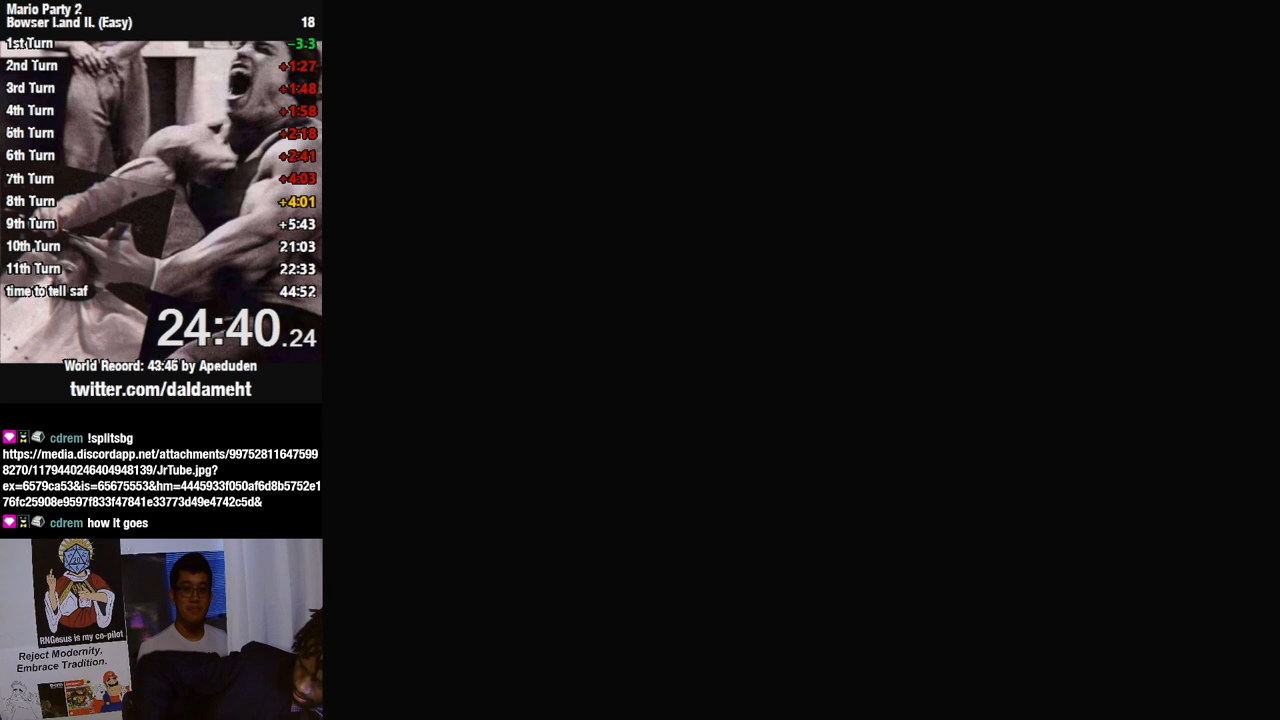 Mario Party 2
Bowser Land IL (Easy) 18
1st Turn −3.3
2nd Turn +1:27
3rd Turn +1:48
4th Turn +1:58
5th Turn +2:18
6th Turn +2:41
7th Turn +4:03
8th Turn +4:01
9th Turn +5:43
10th Turn 21:03
11th Turn 22:33
time to tell saf 44:52
24:40.24
World Record: 43:45 by Apeduden
twitter.com/daldameht
cdrem !splitsbg
https://media.discordapp.net/attachments/99752811647599
8270/1179440246404948139/JrTube.jpg?
ex=6579ca53&is=65675553&hm=4445933f050af6d8b5752e1
76fc25908e9597f833f47841e33773d49e4742c5d&
cdrem how it goes
RNGesus is my co-pilot
Reject Modernity,
Embrace Tradition.